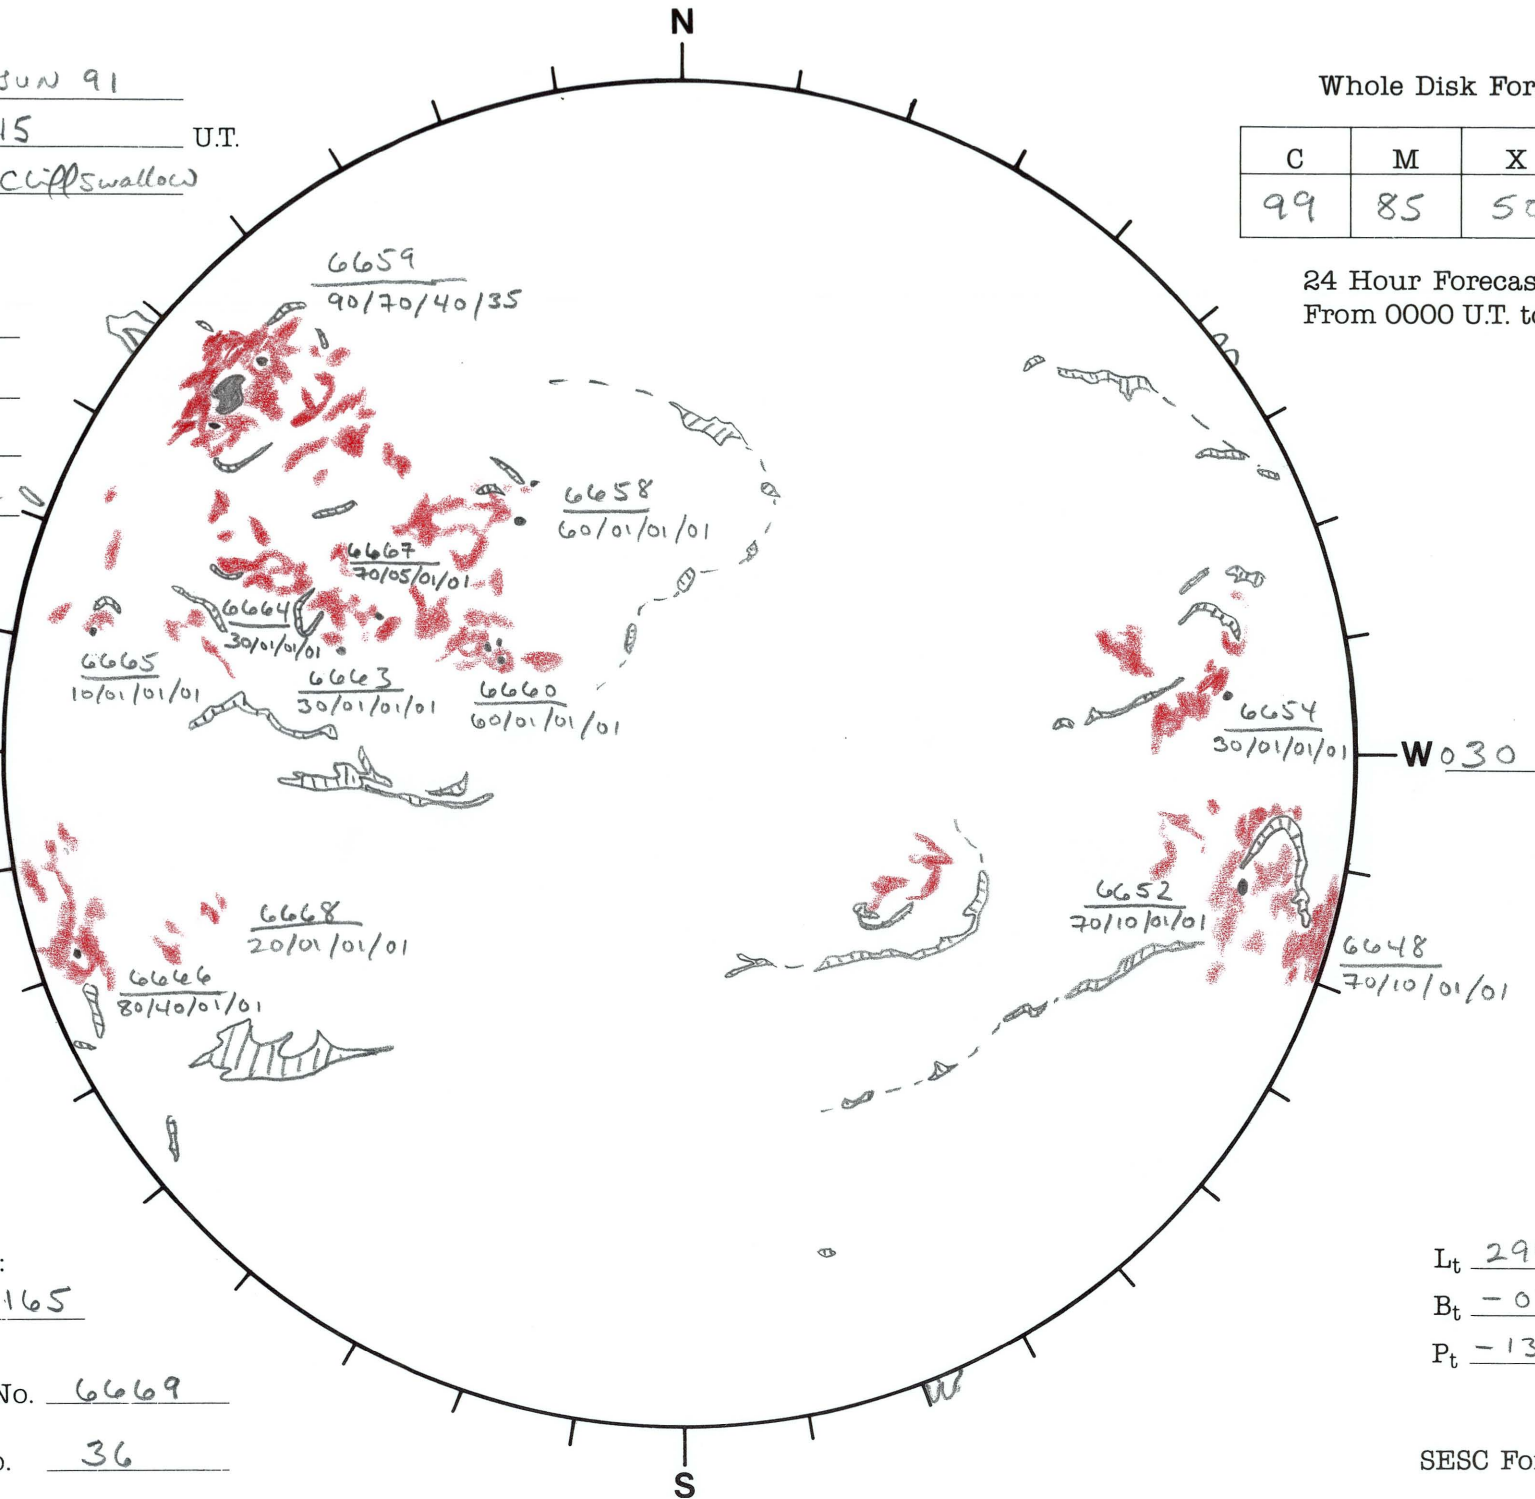 N
JUN 91
15 U.T.
Cliffswallow
Whole Disk For
C M X
99 85 50
24 Hour Forecas
From 0000 U.T. to
6659
90/70/40/35
6658
60/01/01/01
6667
70/05/01/01
6664
30/01/01/01
6665
10/01/01/01
6663
30/01/01/01
6660
60/01/01/01
6654
30/01/01/01
W 030
6652
70/10/01/01
6668
20/01/01/01
6648
70/10/01/01
6666
80/40/01/01
:
165
No. 6669
o. 36
Lt 29
Bt -0
Pt -13
S
SESC For